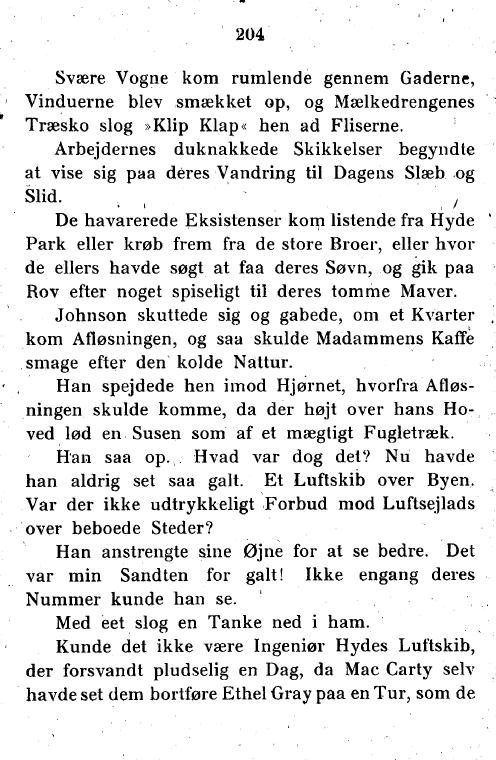 204
Svære Vogne kom rumlende gennem Gaderne,
Vinduerne blev smækket op, og Mælkedrengenes
Træsko slog »Klip Klap« hen ad Fliserne.
Arbejdernes duknakkede Skikkelser begyndte
at vise sig paa deres Vandring til Dagens Slæb og
Slid.
De havarerede Eksistenser kom listende fra Hyde
Park eller krøb frem fra de store Broer, eller hvor
de ellers havde søgt at faa deres Søvn, og gik paa
Rov efter noget spiseligt til deres tomme Maver.
Johnson skuttede sig og gabede, om et Kvarter
kom Afløsningen, og saa skulde Madammens Kaffe
smage efter den kolde Nattur.
Han spejdede hen imod Hjørnet, hvorfra Afløs-
ningen skulde komme, da der højt over hans Ho-
ved lød en Susen som af et mægtigt Fugletræk.
Han saa op. Hvad var dog det? Nu havde
han aldrig set saa galt. Et Luftskib over Byen.
Var der ikke udtrykkeligt Forbud mod Luftsejlads
over beboede Steder?
Han anstrengte sine Øjne for at se bedre. Det
var min Sandten for galt! Ikke engang deres
Nummer kunde han se.
Med eet slog en Tanke ned i ham.
Kunde det ikke være Ingeniør Hydes Luftskib,
der forsvandt pludselig en Dag, da Mac Carty selv
havde set dem bortføre Ethel Gray paa en Tur, som de